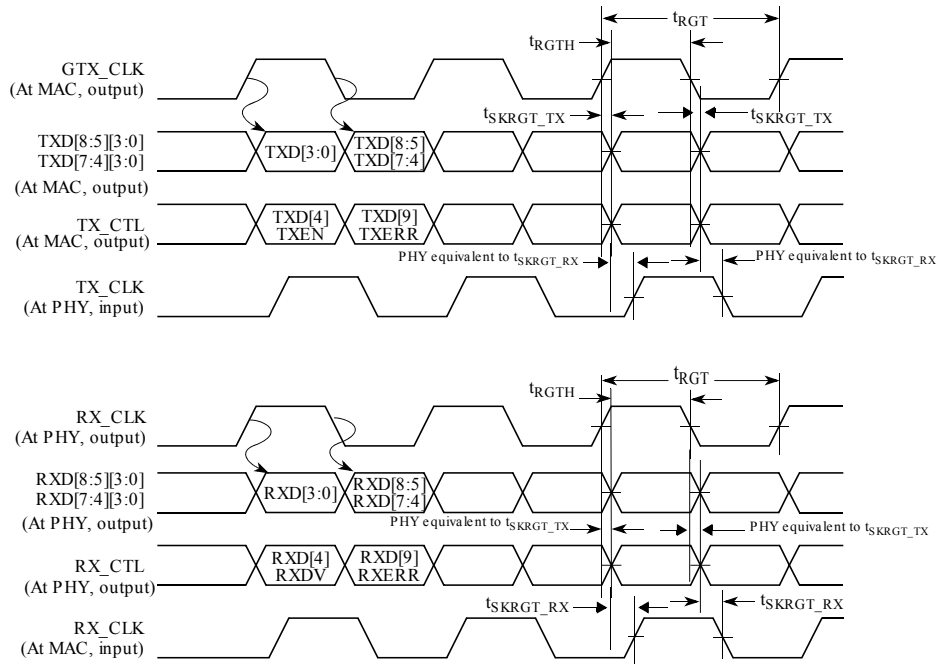 tRGT
tRGTH
GTX_CLK
(At MAC, output)
tSKRGT_TX
tSKRGT_TX
TXD[8:5][3:0]
TXD[7:4][3:0]
(At MAC, output)
TXD[3:0]
TXD[8:5]
TXD[7:4]
TX_CTL
(At MAC, output)
TXD[4]
TXEN
TXD[9]
TXERR
PHY equivalent to tSKRGT_RX
PHY equivalent to tSKRGT_RX
TX_CLK
(At PHY, input)
tRGT
tRGTH
RX_CLK
(At PHY, output)
RXD[8:5][3:0]
RXD[7:4][3:0]
(At PHY, output)
RXD[3:0]
RXD[8:5]
RXD[7:4]
PHY equivalent to tSKRGT_TX
PHY equivalent to tSKRGT_TX
RX_CTL
(At PHY, output)
RXD[4]
RXDV
RXD[9]
RXERR
tSKRGT_RX
tSKRGT_RX
RX_CLK
(At MAC, input)